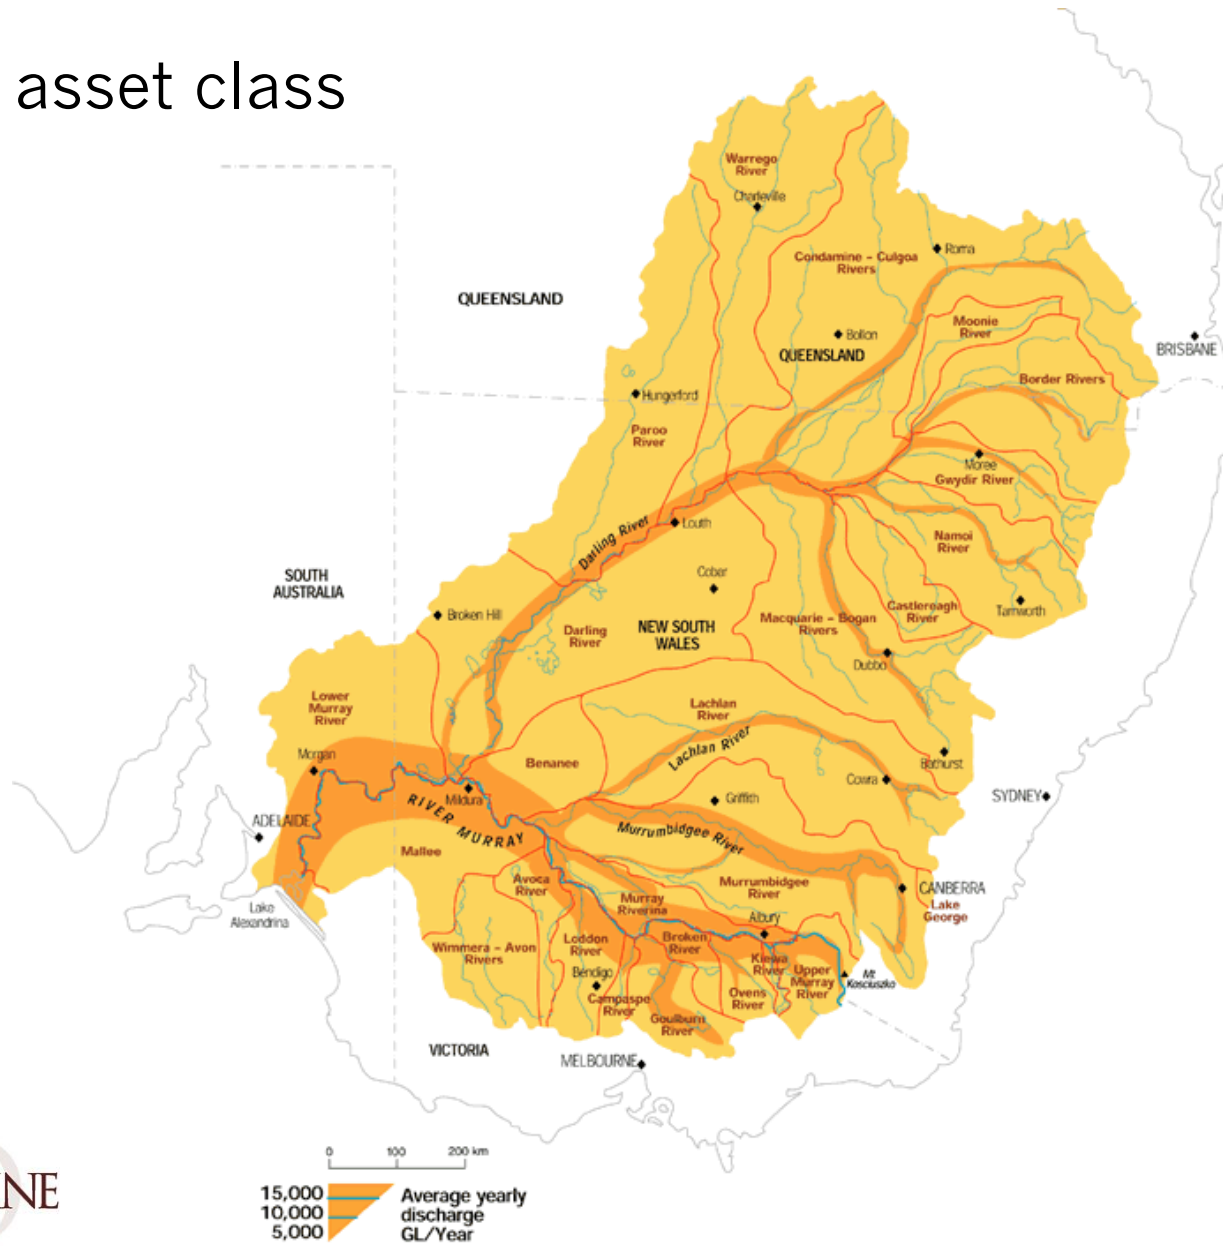 asset class
Warrego
River
Charleville
Roma
Condamine - Culgoa
Rivers
QUEENSLAND
Moonie
River
Bollon
BRISBANE
QUEENSLAND
Border Rivers
Hungerford
Paroo
River
Moree
Gwydir River
Louth
Darling River
Namoi
River
Cobar
SOUTH
AUSTRALIA
Broken Hill
Darling
River
NEW SOUTH
WALES
Macquarie - Bogan
Rivers
Castlereagh
River
Tamworth
Dubbo
Lower
Murray
River
Lachlan
River
Lachlan River
Morgan
Benanee
Bathurst
Cowra
Mildura
Griffith
SYDNEY
ADELAIDE
RIVER MURRAY
Murrumbidgee River
Mallee
Avoca
River
Murrumbidgee
River
CANBERRA
Lake
George
Lake
Alexandrina
Murray
Riverina
Albury
Wimmera - Avon
Rivers
Loddon
River
Broken
River
Kiewa
River
Upper
Murray
River
Mt
Kosciuszko
Bendigo
Campaspe
River
Ovens
River
Goulburn
River
VICTORIA
MELBOURNE
0 100 200 km
15,000 Average yearly
10,000 discharge
5,000 GL/Year
NE